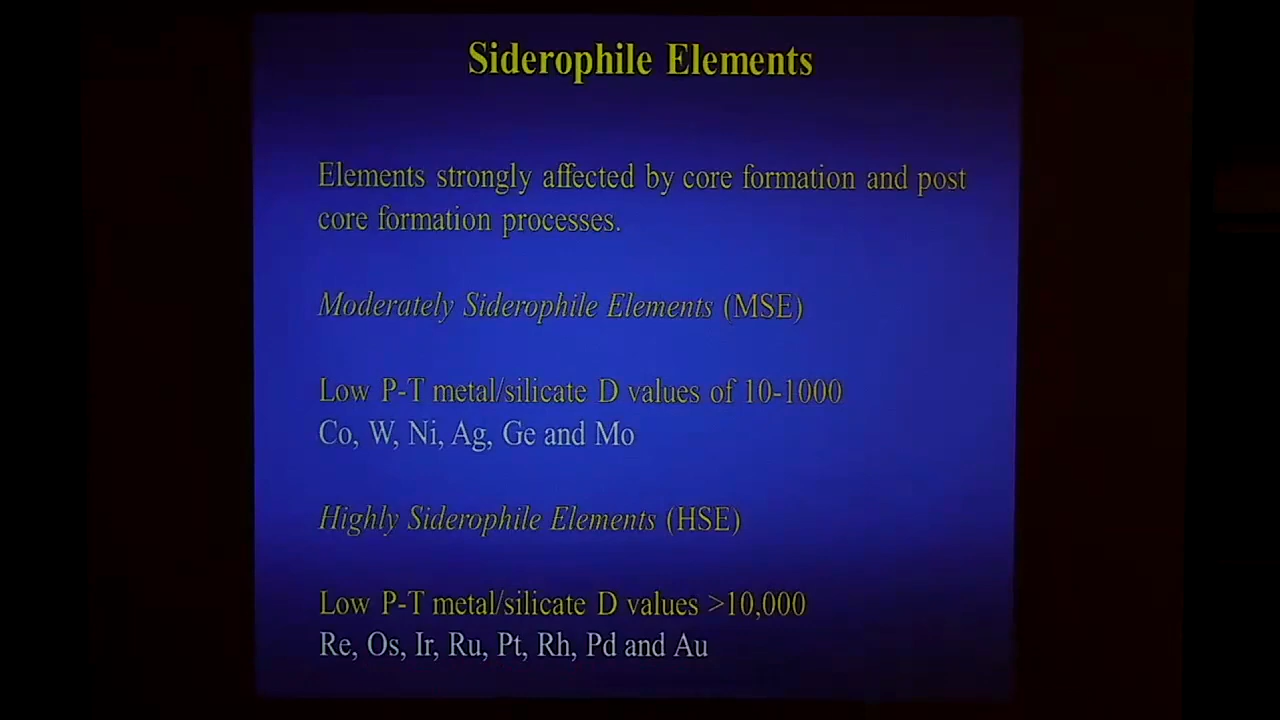 Siderophile Elements
Elements strongly affected by core formation and post
core formation processes.
Moderately Siderophile Elements (MSE)
Low P-T metal/silicate D values of 10-1000
Co, W, Ni, Ag, Ge and Mo
Highly Siderophile Elements (HSE)
Low P-T metal/silicate D values >10,000
Re, Os, Ir, Ru, Pt, Rh, Pd and Au